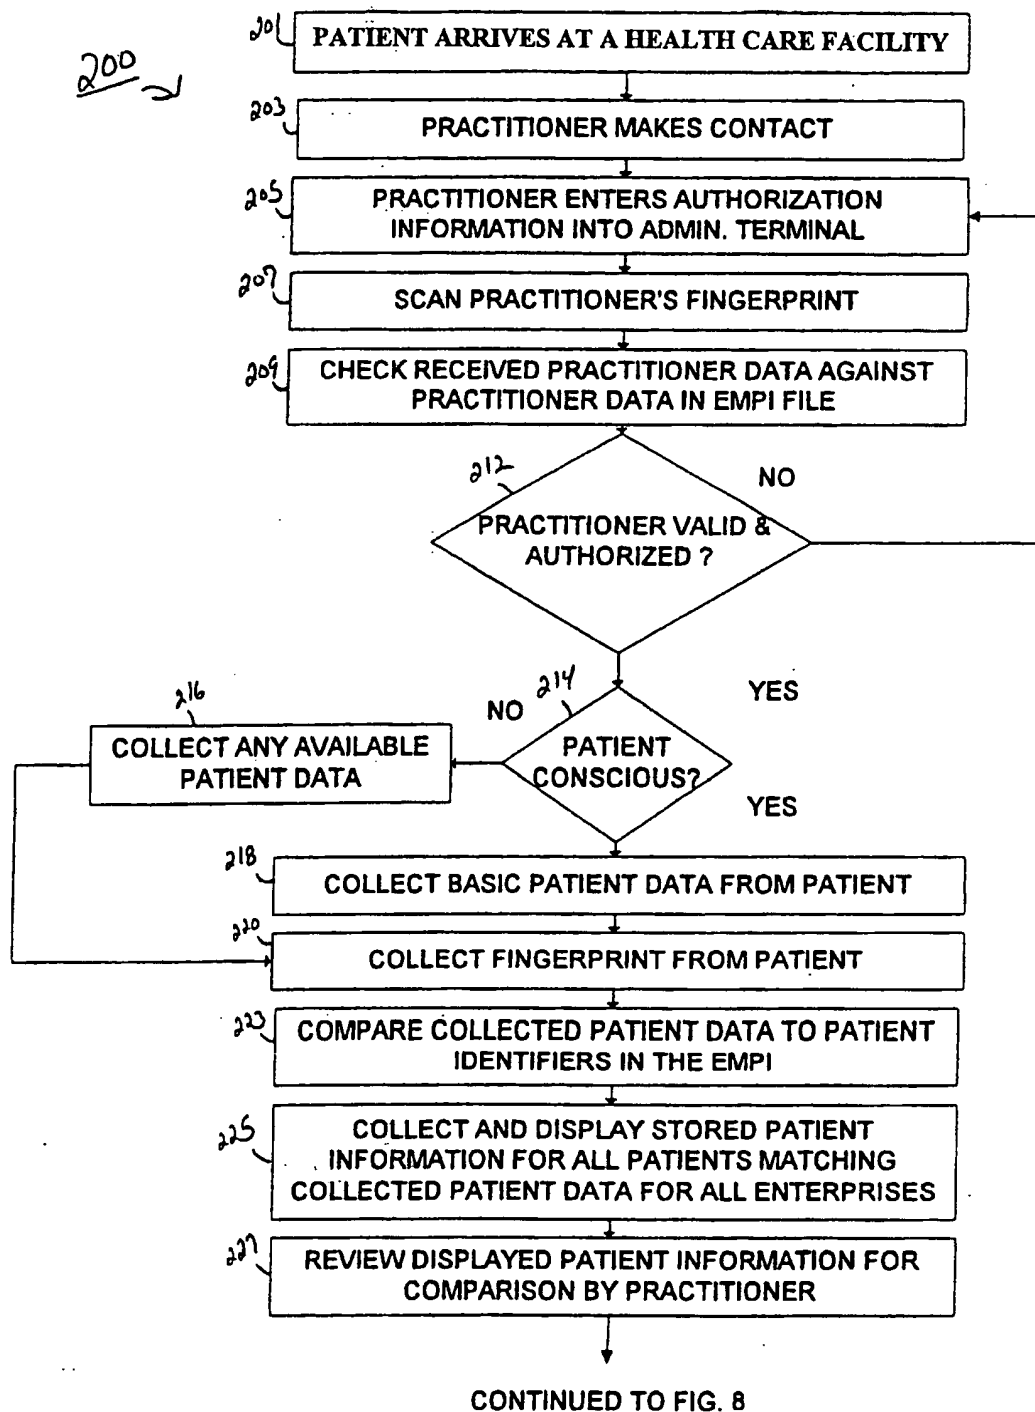 200
201
PATIENT ARRIVES AT A HEALTH CARE FACILITY
203
PRACTITIONER MAKES CONTACT
205
PRACTITIONER ENTERS AUTHORIZATION
INFORMATION INTO ADMIN. TERMINAL
207
SCAN PRACTITIONER'S FINGERPRINT
209
CHECK RECEIVED PRACTITIONER DATA AGAINST
PRACTITIONER DATA IN EMPI FILE
212
NO
PRACTITIONER VALID &
AUTHORIZED ?
214
YES
216
NO
COLLECT ANY AVAILABLE
PATIENT DATA
PATIENT
CONSCIOUS?
YES
218
COLLECT BASIC PATIENT DATA FROM PATIENT
220
COLLECT FINGERPRINT FROM PATIENT
223
COMPARE COLLECTED PATIENT DATA TO PATIENT
IDENTIFIERS IN THE EMPI
225
COLLECT AND DISPLAY STORED PATIENT
INFORMATION FOR ALL PATIENTS MATCHING
COLLECTED PATIENT DATA FOR ALL ENTERPRISES
227
REVIEW DISPLAYED PATIENT INFORMATION FOR
COMPARISON BY PRACTITIONER
CONTINUED TO FIG. 8